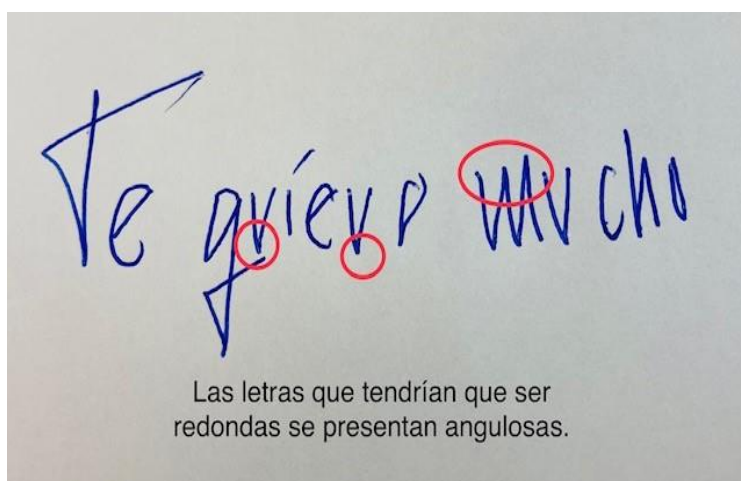 Te quiero mucho
Las letras que tendrían que ser
redondas se presentan angulosas.